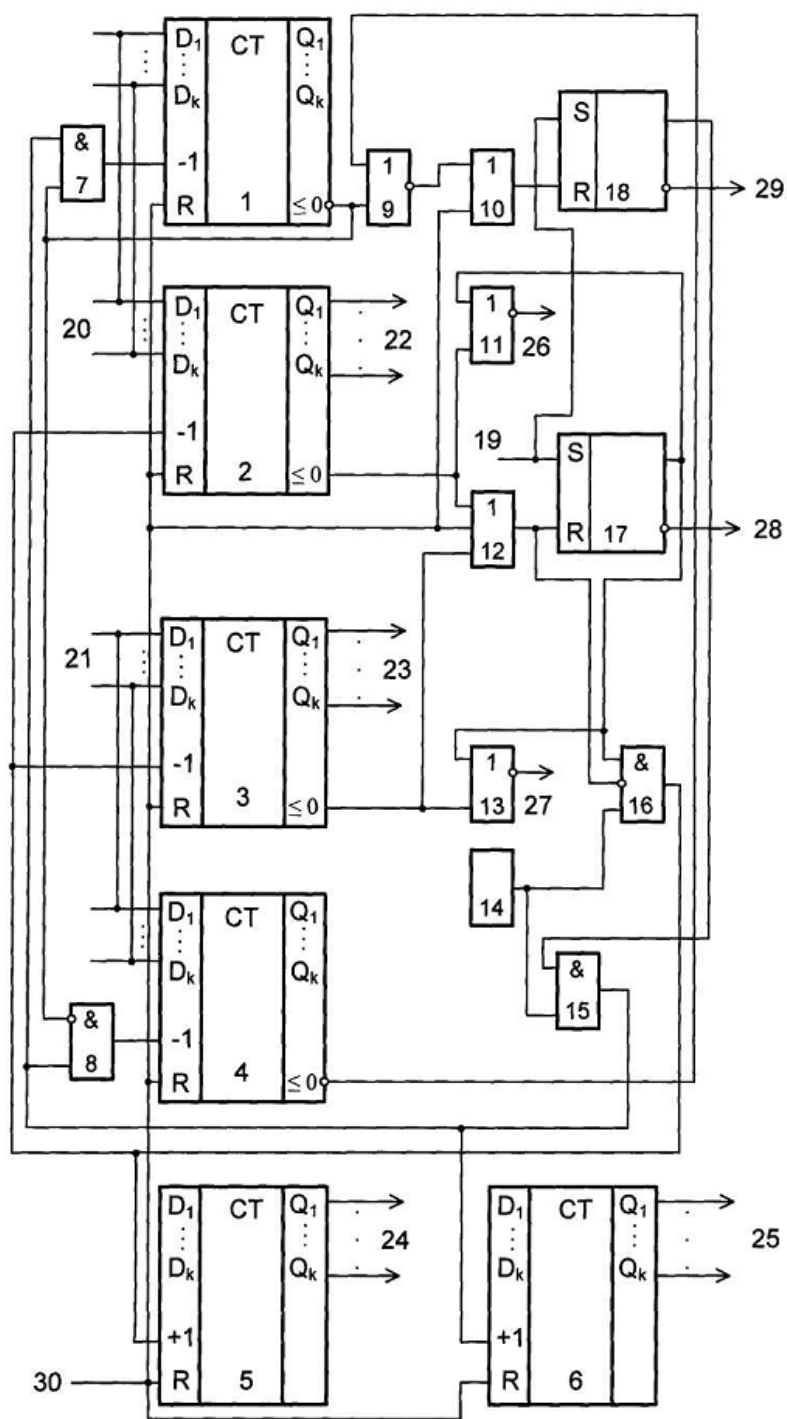 D1 CT Q1
Dk Qk
& 7
-1
R 1 ≤0
1 9
1 10
S
R 18
29
20
D1 CT Q1
Dk Qk
22
-1
R 2 ≤0
1 11
26
19
S
R 17
28
1 12
21
D1 CT Q1
Dk Qk
23
-1
R 3 ≤0
1 13
27
& 16
14
& 15
D1 CT Q1
Dk Qk
& 8
-1
R 4 ≤0
D1 CT Q1
Dk Qk
24
+1
30
R 5
D1 CT Q1
Dk Qk
25
+1
R 6